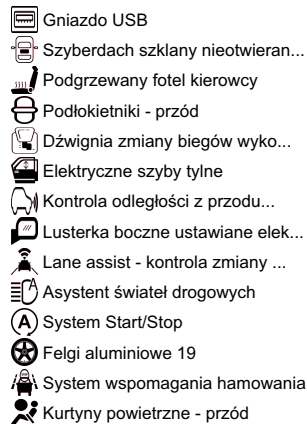 Gniazdo USB
Szyberdach szklany nieotwieran...
Podgrzewany fotel kierowcy
Podłokietniki - przód
Dźwignia zmiany biegów wyko...
Elektryczne szyby tylne
Kontrola odległości z przodu...
Lusterka boczne ustawiane elek...
Lane assist - kontrola zmiany ...
Asystent świateł drogowych
System Start/Stop
Felgi aluminiowe 19
System wspomagania hamowania
Kurtyny powietrzne - przód